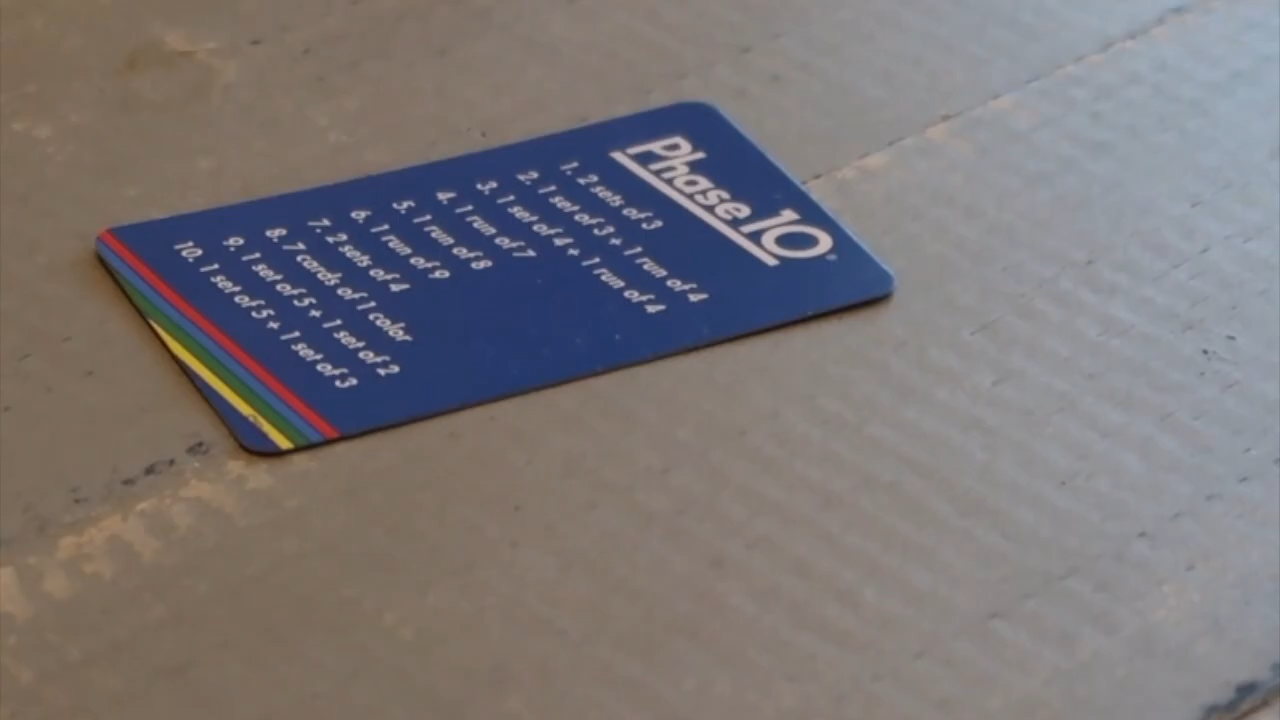 Phase 10®
1. 2 sets of 3
2. 1 set of 3 + 1 run of 4
3. 1 set of 4 + 1 run of 4
4. 1 run of 7
5. 1 run of 8
6. 1 run of 9
7. 2 sets of 4
8. 7 cards of 1 color
9. 1 set of 5 + 1 set of 2
10. 1 set of 5 + 1 set of 3